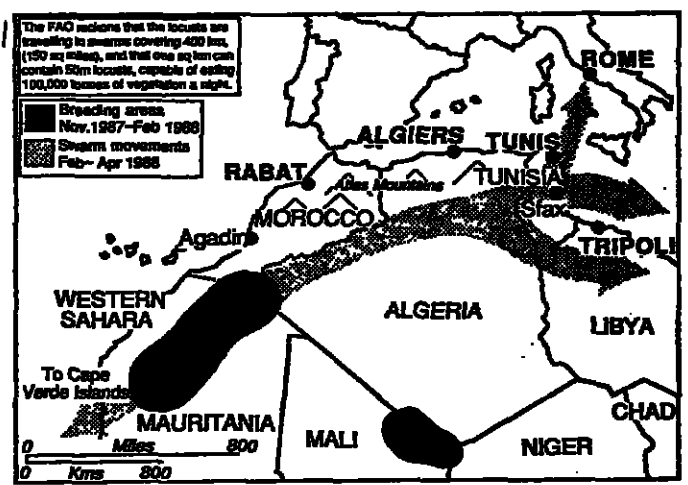 The FAO reckons that the locusts are
travelling in swarms covering 400 km,
(150 sq miles), and that one sq km can
contain 50m locusts, capable of eating
100,000 tonnes of vegetation a night.
Breeding areas
Nov.1987-Feb 1988
Swarm movements
Feb- Apr 1988
ROME
ALGIERS
TUNIS
RABAT
Atlas Mountains
TUNISIA
MOROCCO
Sfax
Agadir
TRIPOLI
WESTERN
SAHARA
ALGERIA
LIBYA
To Cape
Verde Islands
MAURITANIA
MALI
NIGER
CHAD
0 Miles 800
0 Kms 800